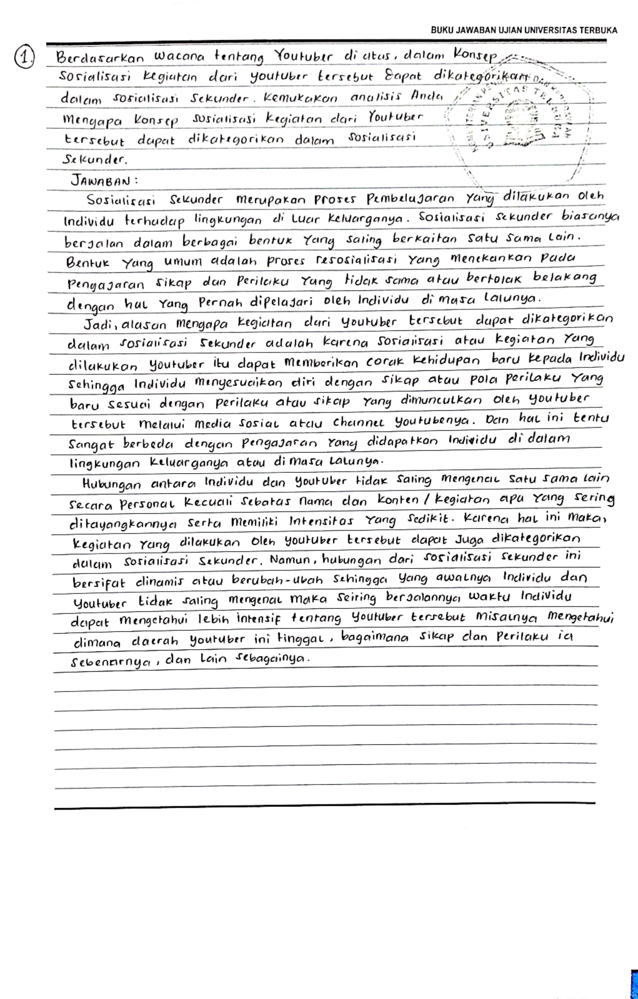 BUKU JAWABAN UJIAN UNIVERSITAS TERBUKA
1. Berdasarkan wacana tentang Youtuber di atas, dalam Konsep
sosialisasi kegiatan dari youtuber tersebut dapat dikategorikan
dalam sosialisasi sekunder. Kemukakan analisis Anda
Mengapa Konsep sosialisasi kegiatan dari Youtuber
tersebut dapat dikategorikan dalam sosialisasi
Sekunder.
JAWABAN:
Sosialisasi Sekunder merupakan proses Pembelajaran Yang dilakukan oleh
Individu terhadap lingkungan di Luar Keluarganya. Sosialisasi sekunder biasanya
berjalan dalam berbagai bentuk Yang saling berkaitan satu sama Lain.
Bentuk Yang umum adalah proses resosialisasi Yang Menekankan Pada
Pengajaran sikap dan Perilaku Yang tidak sama atau bertolak belakang
dengan hal Yang Pernah dipelajari oleh Individu di masa Lalunya.
Jadi, alasan Mengapa kegiatan dari youtuber tersebut dapat dikategorikan
dalam sosialisasi sekunder adalah karena sosialisasi atau kegiatan Yang
dilakukan youtuber itu dapat Memberikan corak kehidupan baru kepada Individu
sehingga Individu Menyesuaikan diri dengan sikap atau pola perilaku Yang
baru sesuai dengan perilaku atau sikap Yang dimunculkan oleh youtuber
tersebut Melalui Media sosial atau Channel youtubenya. Dan hal ini tentu
Sangat berbeda dengan pengajaran Yang didapatkan Individu di dalam
lingkungan Keluarganya atau di masa Lalunya.
Hubungan antara Individu dan youtuber tidak saling mengenal satu sama lain
secara personal Kecuali sebatas nama dan Konten / kegiatan apa Yang sering
ditayangkannya serta Memiliki Intensitas Yang sedikit. Karena hal ini maka,
kegiatan Yang dilakukan oleh youtuber tersebut dapat Juga dikategorikan
dalam sosialisasi Sekunder. Namun, hubungan dari sosialisasi sekunder ini
bersifat dinamis atau berubah-ubah sehingga Yang awalnya Individu dan
Youtuber tidak saling mengenal maka seiring berjalannya waktu Individu
dapat Mengetahui lebih intensif tentang youtuber tersebut Misalnya Mengetahui
dimana daerah youtuber ini tinggal, bagaimana sikap dan Perilaku ia
sebenarnya, dan Lain sebagainya.
UNIVERSITAS TERBUKA